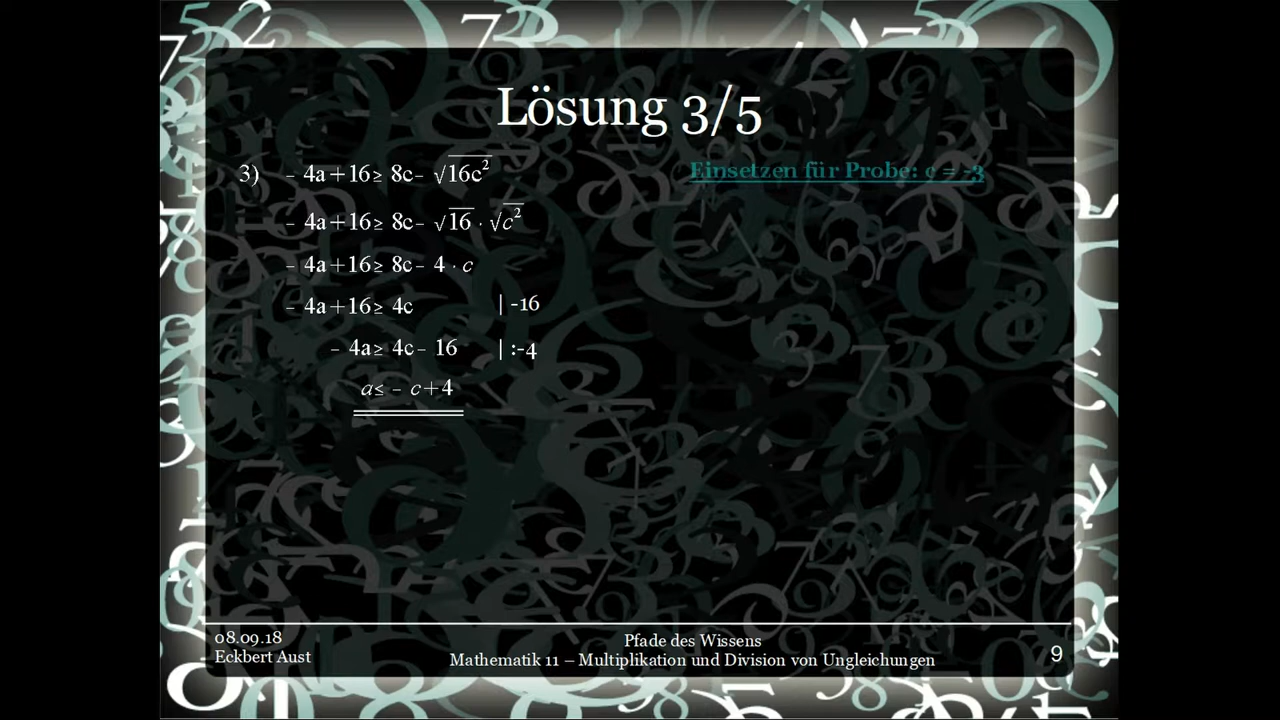 Lösung 3/5
3) - 4a+16≥ 8c- √16c²
- 4a+16≥ 8c- √16 · √c²
- 4a+16≥ 8c- 4 · c
- 4a+16≥ 4c | -16
- 4a≥ 4c- 16 | :-4
a≤ - c+4
Einsetzen für Probe: c = -3
08.09.18
Eckbert Aust
Pfade des Wissens
Mathematik 11 – Multiplikation und Division von Ungleichungen
9